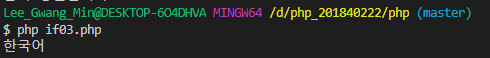 Lee_Gwang_Min@DESKTOP-6O4DHVA MINGW64 /d/php_201840222/php (master)
$ php if03.php
한국어